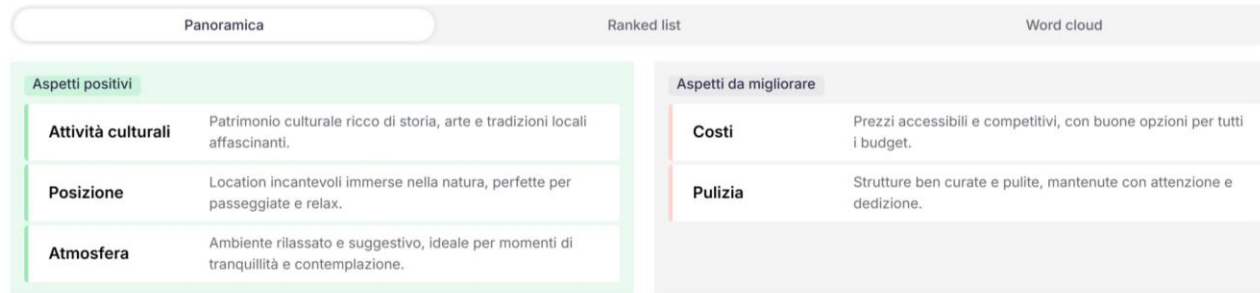 Panoramica
Ranked list
Word cloud
Aspetti positivi
Attività culturali
Patrimonio culturale ricco di storia, arte e tradizioni locali
affascinanti.
Posizione
Location incantevoli immerse nella natura, perfette per
passeggiate e relax.
Atmosfera
Ambiente rilassato e suggestivo, ideale per momenti di
tranquillità e contemplazione.
Aspetti da migliorare
Costi
Prezzi accessibili e competitivi, con buone opzioni per tutti
i budget.
Pulizia
Strutture ben curate e pulite, mantenute con attenzione e
dedizione.